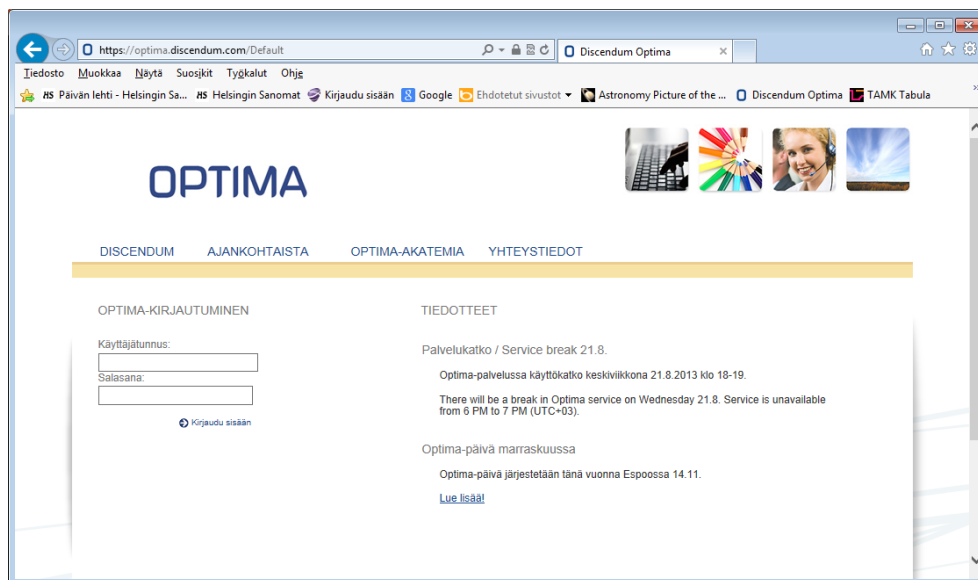 https://optima.discendum.com/Default
Discendum Optima
Tiedosto Muokkaa Näytä Suosikit Työkalut Ohje
HS Päivän lehti - Helsingin Sa... HS Helsingin Sanomat Kirjaudu sisään 8 Google Ehdotetut sivustot Astronomy Picture of the ... Discendum Optima TAMK Tabula
OPTIMA
DISCENDUM AJANKOHTAISTA OPTIMA-AKATEMIA YHTEYSTIEDOT
OPTIMA-KIRJAUTUMINEN
Käyttäjätunnus:
Salasana:
Kirjaudu sisään
TIEDOTTEET
Palvelukatko / Service break 21.8.
Optima-palvelussa käyttökatko keskiviikkona 21.8.2013 klo 18-19.
There will be a break in Optima service on Wednesday 21.8. Service is unavailable
from 6 PM to 7 PM (UTC+03).
Optima-päivä marraskuussa
Optima-päivä järjestetään tänä vuonna Espoossa 14.11.
Lue lisää!